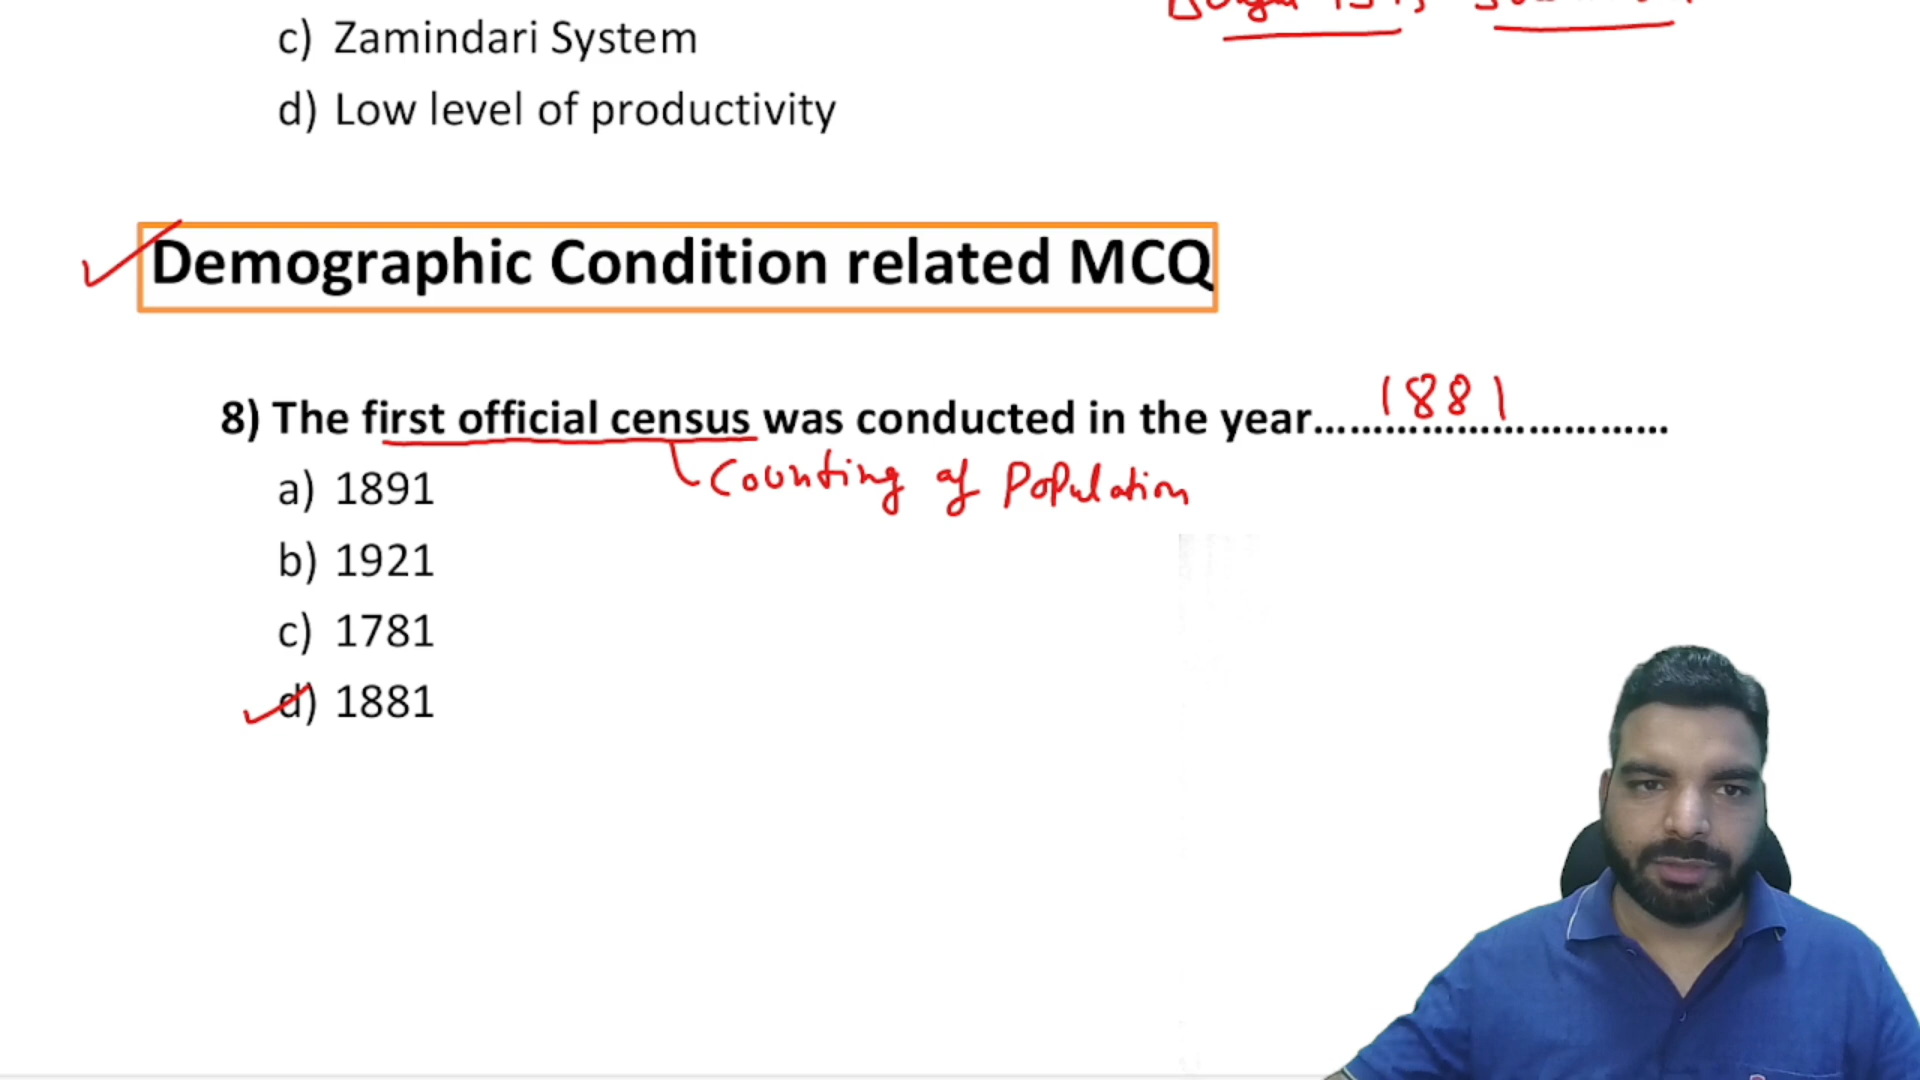 c) Zamindari System
d) Low level of productivity
Demographic Condition related MCQ
8) The first official census was conducted in the year.............................
1881
Counting of Population
a) 1891
b) 1921
c) 1781
d) 1881